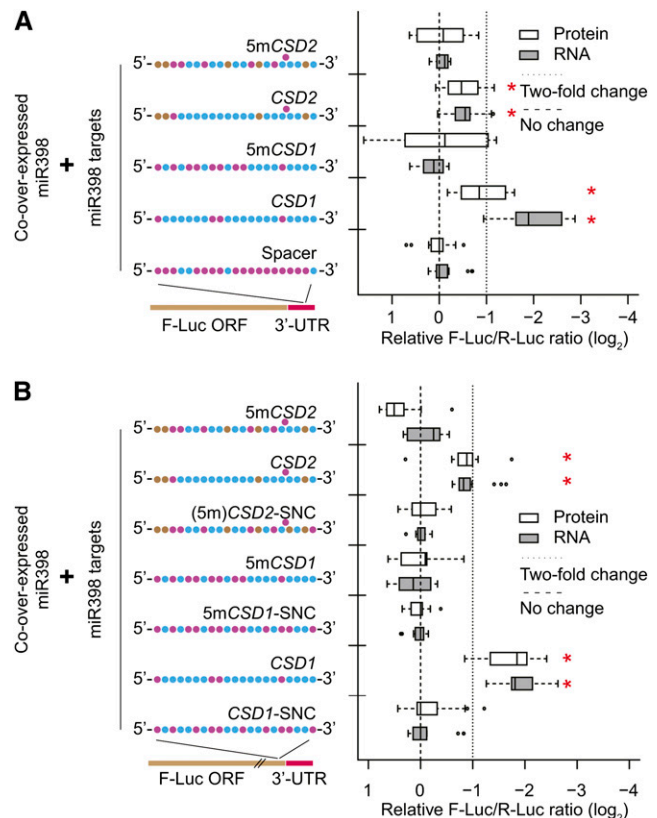 A
Co-over-expressed
miR398
+
miR398 targets
5mCSD2
5'- -3'
CSD2
5'- -3'
5mCSD1
5'- -3'
CSD1
5'- -3'
Spacer
5'- -3'
F-Luc ORF 3'-UTR
Protein
RNA
Two-fold change
No change
*
*
*
*
1 0 −1 −2 −3 −4
Relative F-Luc/R-Luc ratio (log2)
B
Co-over-expressed
miR398
+
miR398 targets
5mCSD2
5'- -3'
CSD2
5'- -3'
(5m)CSD2-SNC
5'- -3'
5mCSD1
5'- -3'
5mCSD1-SNC
5'- -3'
CSD1
5'- -3'
CSD1-SNC
5'- -3'
F-Luc ORF 3'-UTR
*
*
Protein
RNA
Two-fold change
No change
*
*
1 0 −1 −2 −3 −4
Relative F-Luc/R-Luc ratio (log2)